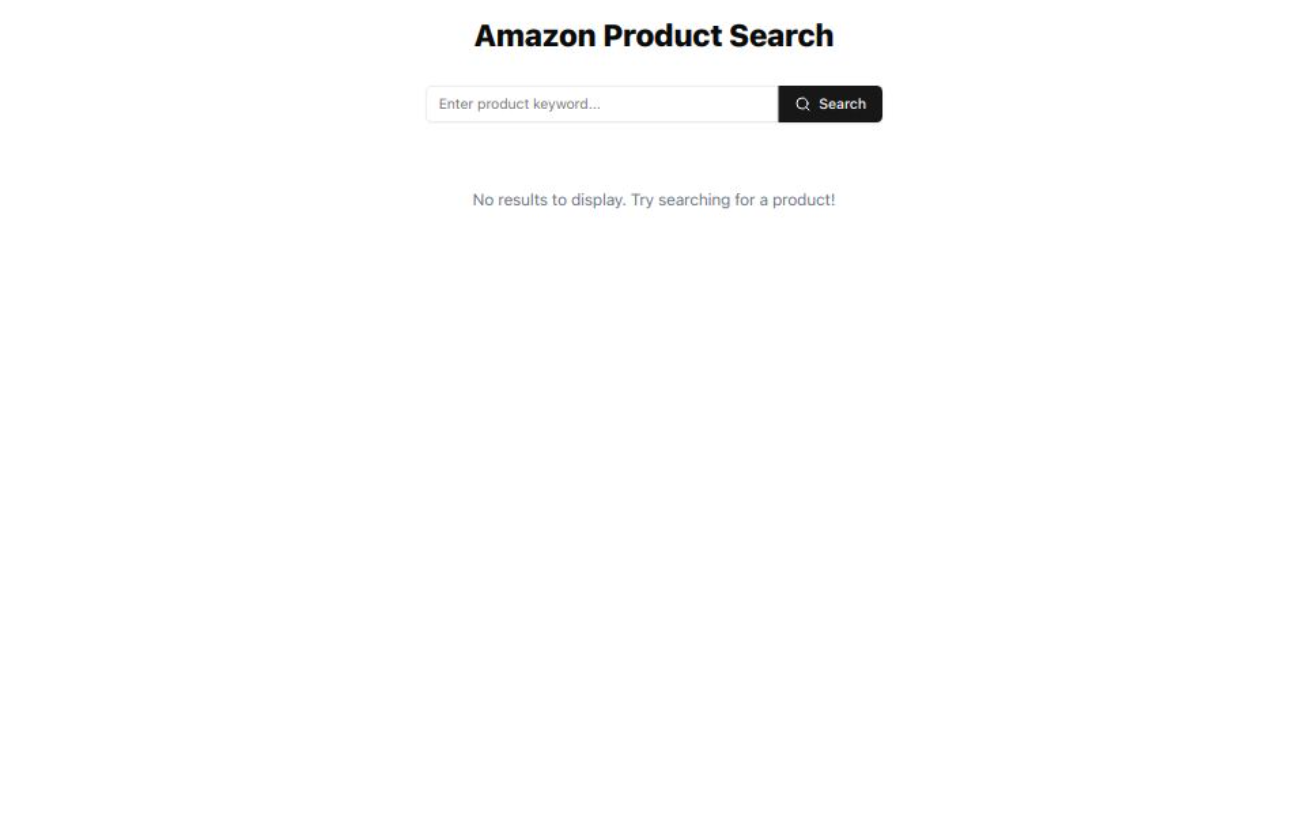 Amazon Product Search
Enter product keyword...
Search
No results to display. Try searching for a product!